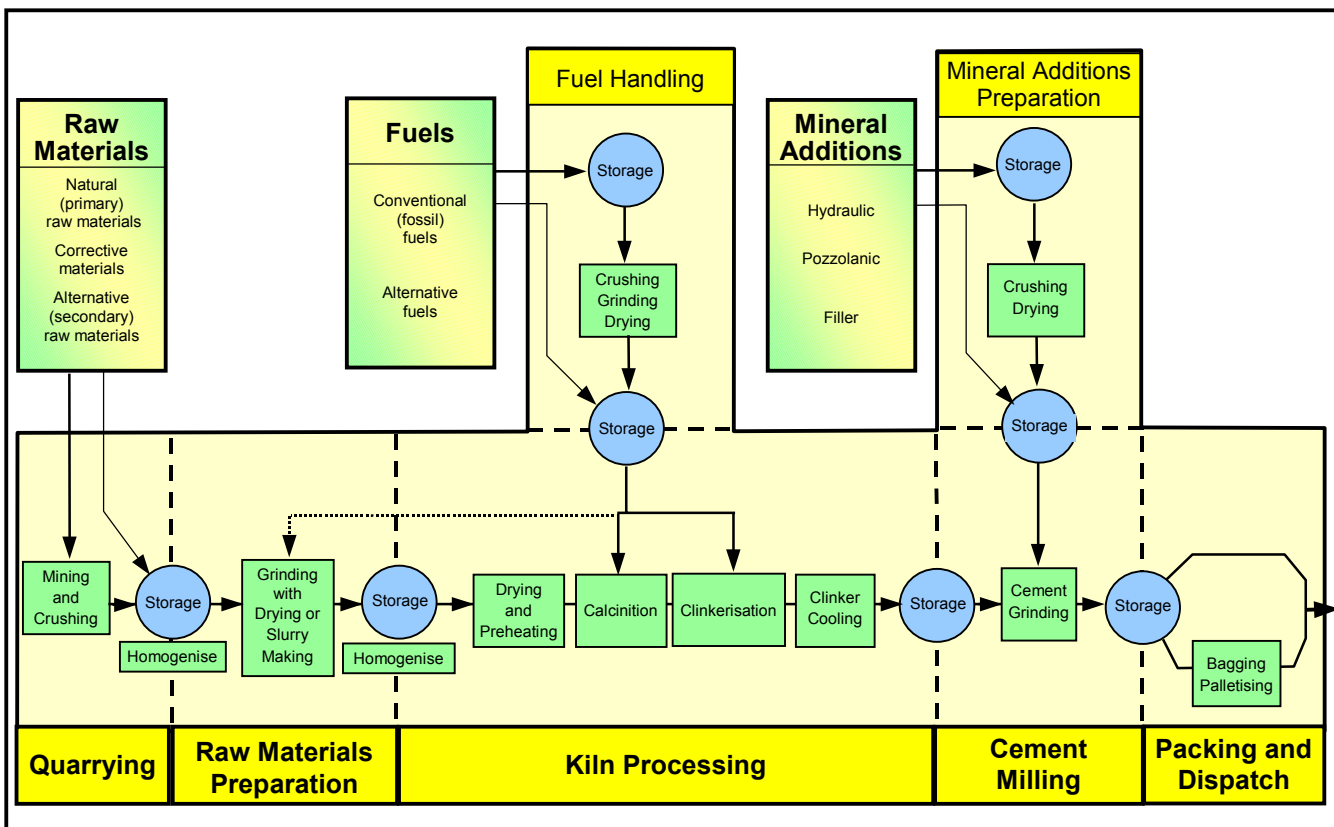 Fuel Handling
Mineral Additions
Preparation
Raw
Materials
Natural
(primary)
raw materials
Corrective
materials
Alternative
(secondary)
raw materials
Fuels
Conventional
(fossil)
fuels
Alternative
fuels
Storage
Crushing
Grinding
Drying
Storage
Mineral
Additions
Hydraulic
Pozzolanic
Filler
Storage
Crushing
Drying
Storage
Mining
and
Crushing
Storage
Homogenise
Grinding
with
Drying or
Slurry
Making
Storage
Homogenise
Drying
and
Preheating
Calcinition
Clinkerisation
Clinker
Cooling
Storage
Cement
Grinding
Storage
Bagging
Palletising
Quarrying
Raw Materials
Preparation
Kiln Processing
Cement
Milling
Packing and
Dispatch